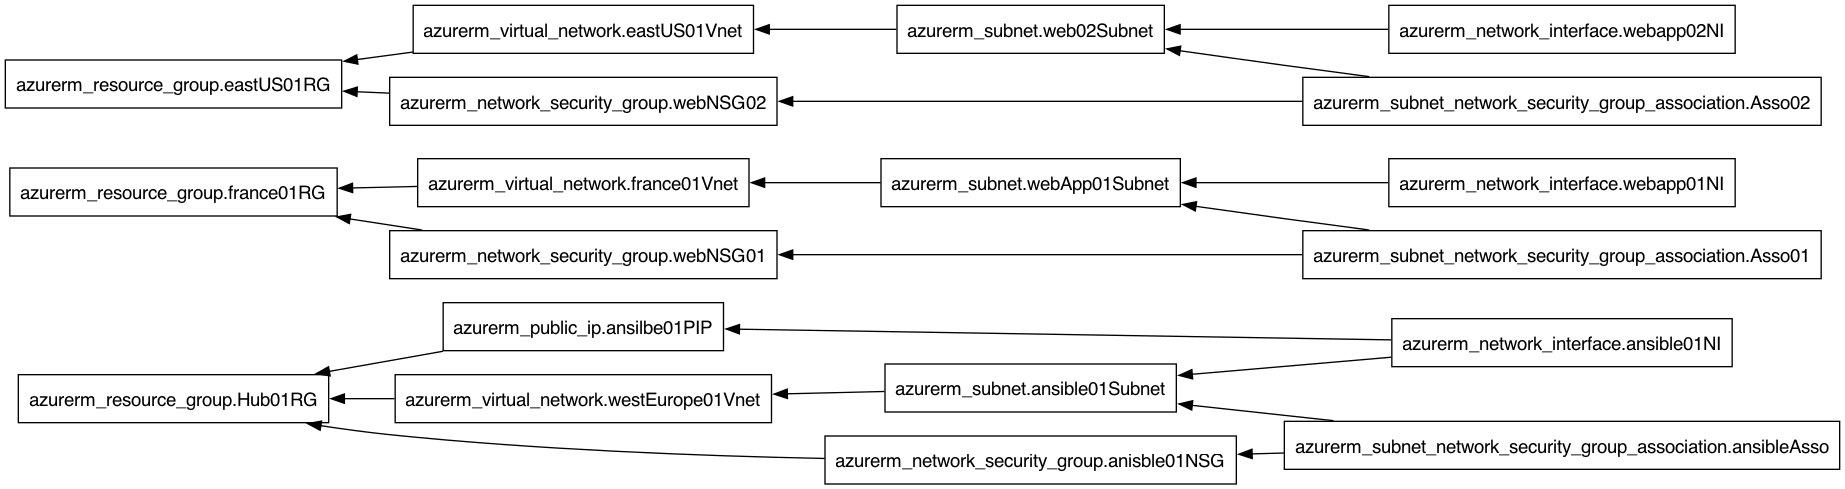 azurerm_virtual_network.eastUS01Vnet
azurerm_subnet.web02Subnet
azurerm_network_interface.webapp02NI
azurerm_resource_group.eastUS01RG
azurerm_network_security_group.webNSG02
azurerm_subnet_network_security_group_association.Asso02
azurerm_resource_group.france01RG
azurerm_virtual_network.france01Vnet
azurerm_subnet.webApp01Subnet
azurerm_network_interface.webapp01NI
azurerm_network_security_group.webNSG01
azurerm_subnet_network_security_group_association.Asso01
azurerm_public_ip.ansilbe01PIP
azurerm_network_interface.ansible01NI
azurerm_resource_group.Hub01RG
azurerm_virtual_network.westEurope01Vnet
azurerm_subnet.ansible01Subnet
azurerm_network_security_group.anisble01NSG
azurerm_subnet_network_security_group_association.ansibleAsso